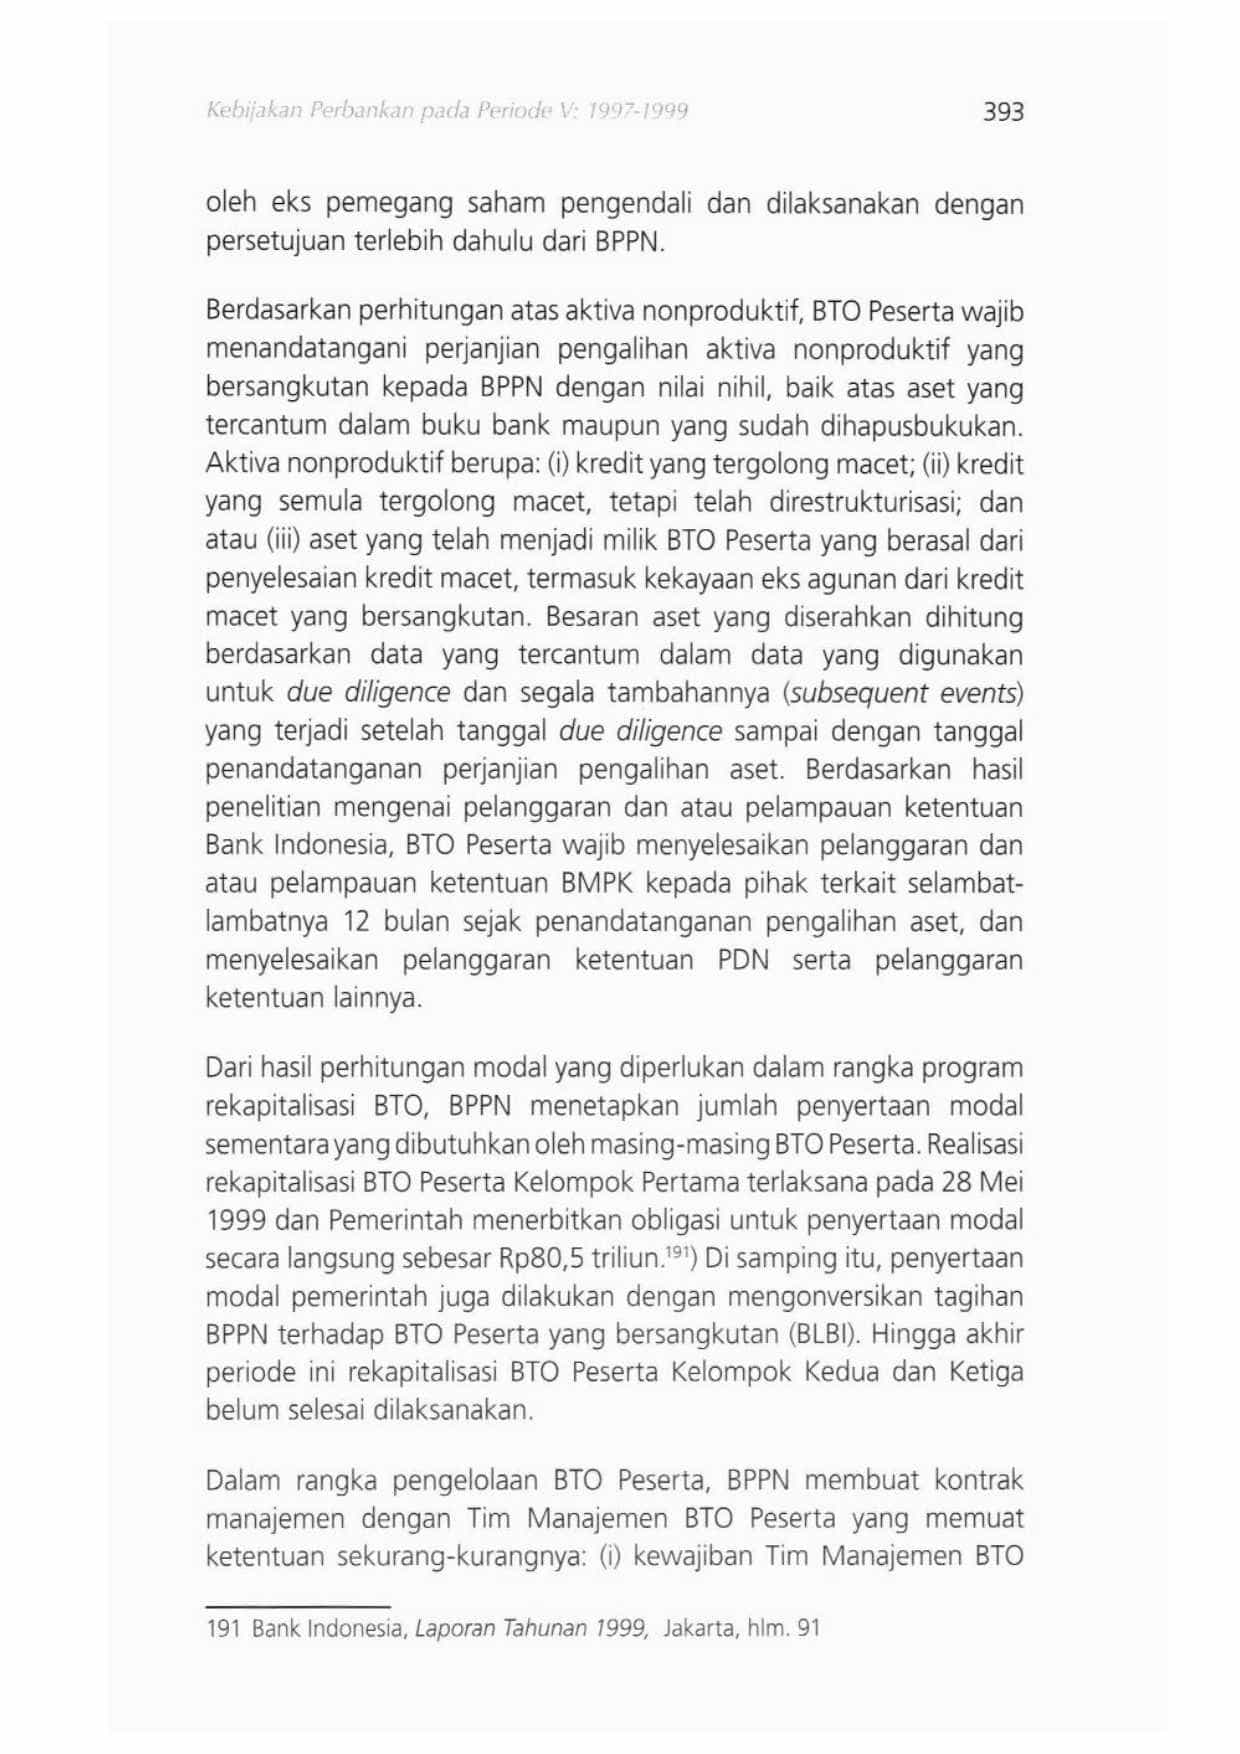 Kebijakan Perbankan pada Periode V: 1997-1999 393
oleh eks pemegang saham pengendali dan dilaksanakan dengan
persetujuan terlebih dahulu dari BPPN.
Berdasarkan perhitungan atas aktiva nonproduktif, BTO Peserta wajib
menandatangani perjanjian pengalihan aktiva nonproduktif yang
bersangkutan kepada BPPN dengan nilai nihil, baik atas aset yang
tercantum dalam buku bank maupun yang sudah dihapusbukukan.
Aktiva nonproduktif berupa: (i) kredit yang tergolong macet; (ii) kredit
yang semula tergolong macet, tetapi telah direstrukturisasi; dan
atau (iii) aset yang telah menjadi milik BTO Peserta yang berasal dari
penyelesaian kredit macet, termasuk kekayaan eks agunan dari kredit
macet yang bersangkutan. Besaran aset yang diserahkan dihitung
berdasarkan data yang tercantum dalam data yang digunakan
untuk due diligence dan segala tambahannya (subsequent events)
yang terjadi setelah tanggal due diligence sampai dengan tanggal
penandatanganan perjanjian pengalihan aset. Berdasarkan hasil
penelitian mengenai pelanggaran dan atau pelampauan ketentuan
Bank Indonesia, BTO Peserta wajib menyelesaikan pelanggaran dan
atau pelampauan ketentuan BMPK kepada pihak terkait selambat-
lambatnya 12 bulan sejak penandatanganan pengalihan aset, dan
menyelesaikan pelanggaran ketentuan PDN serta pelanggaran
ketentuan lainnya.
Dari hasil perhitungan modal yang diperlukan dalam rangka program
rekapitalisasi BTO, BPPN menetapkan jumlah penyertaan modal
sementara yang dibutuhkan oleh masing-masing BTO Peserta. Realisasi
rekapitalisasi BTO Peserta Kelompok Pertama terlaksana pada 28 Mei
1999 dan Pemerintah menerbitkan obligasi untuk penyertaan modal
secara langsung sebesar Rp80,5 triliun.¹⁹¹) Di samping itu, penyertaan
modal pemerintah juga dilakukan dengan mengonversikan tagihan
BPPN terhadap BTO Peserta yang bersangkutan (BLBI). Hingga akhir
periode ini rekapitalisasi BTO Peserta Kelompok Kedua dan Ketiga
belum selesai dilaksanakan.
Dalam rangka pengelolaan BTO Peserta, BPPN membuat kontrak
manajemen dengan Tim Manajemen BTO Peserta yang memuat
ketentuan sekurang-kurangnya: (i) kewajiban Tim Manajemen BTO
191 Bank Indonesia, Laporan Tahunan 1999, Jakarta, hlm. 91